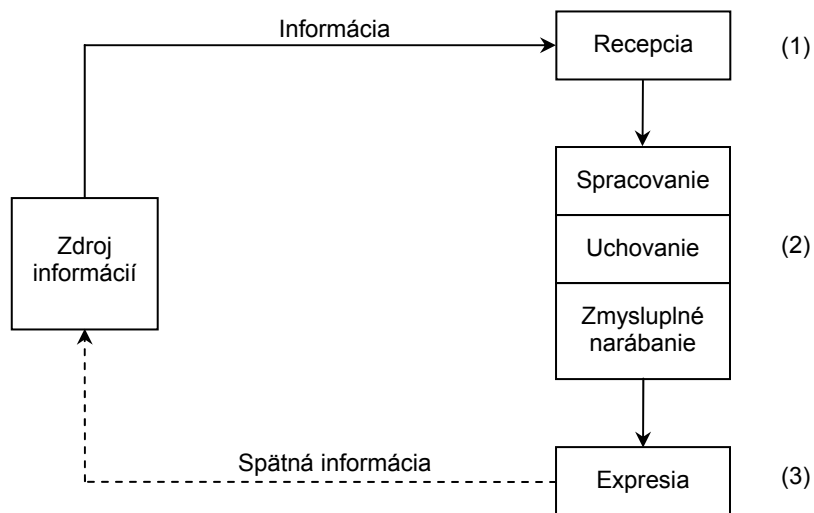 Informácia
Recepcia (1)
Spracovanie
Zdroj
informácií
Uchovanie (2)
Zmysluplné
narábanie
Spätná informácia
Expresia (3)